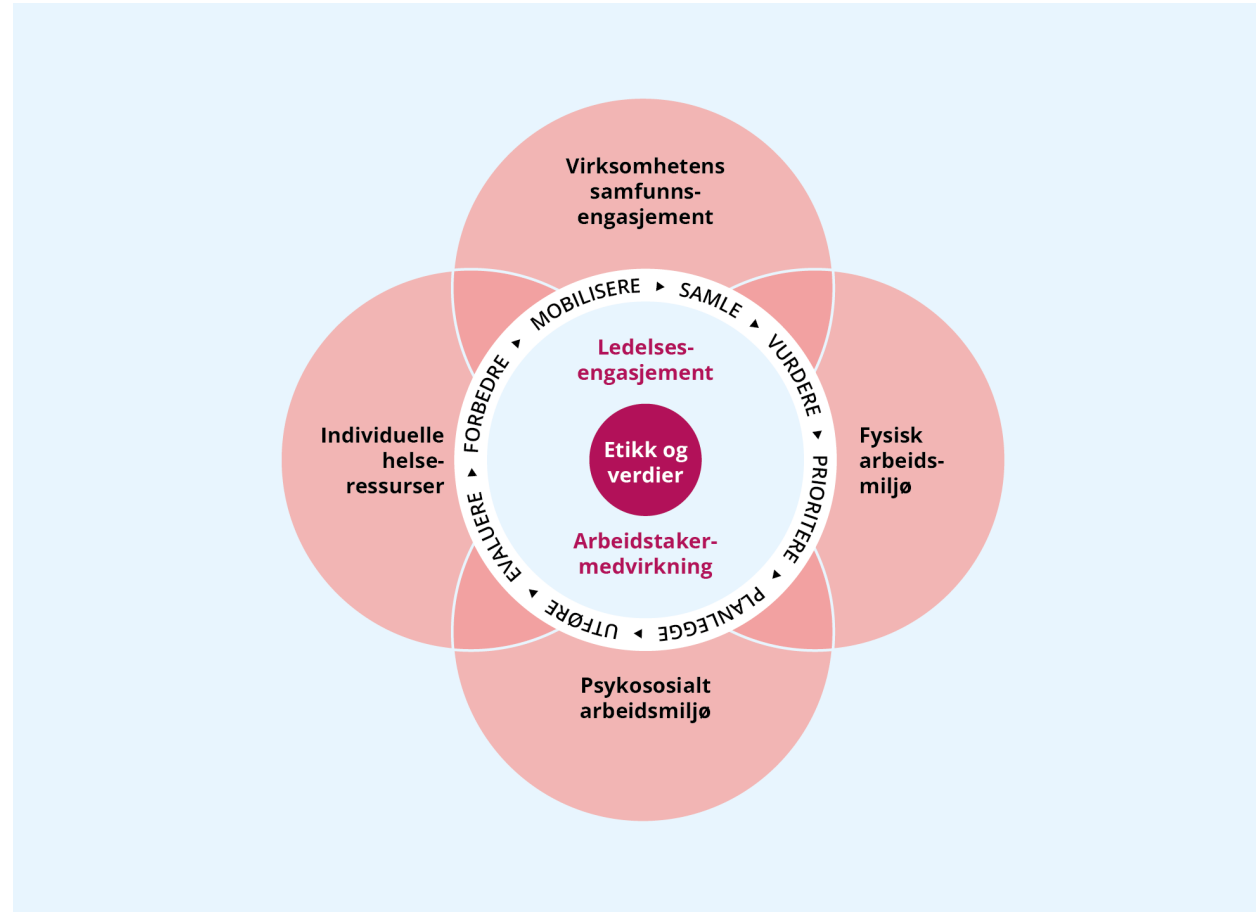 Virksomhetens
samfunns-
engasjement
MOBILISERE ▸ SAMLE ▸ VURDERE ▸ PRIORITERE ▸ PLANLEGGE ▸ UTFØRE ▸ EVALUERE ▸ FORBEDRE ▸
Ledelses-
engasjement
Etikk og
verdier
Arbeidstaker-
medvirkning
Individuelle
helse-
ressurser
Fysisk
arbeids-
miljø
Psykososialt
arbeidsmiljø